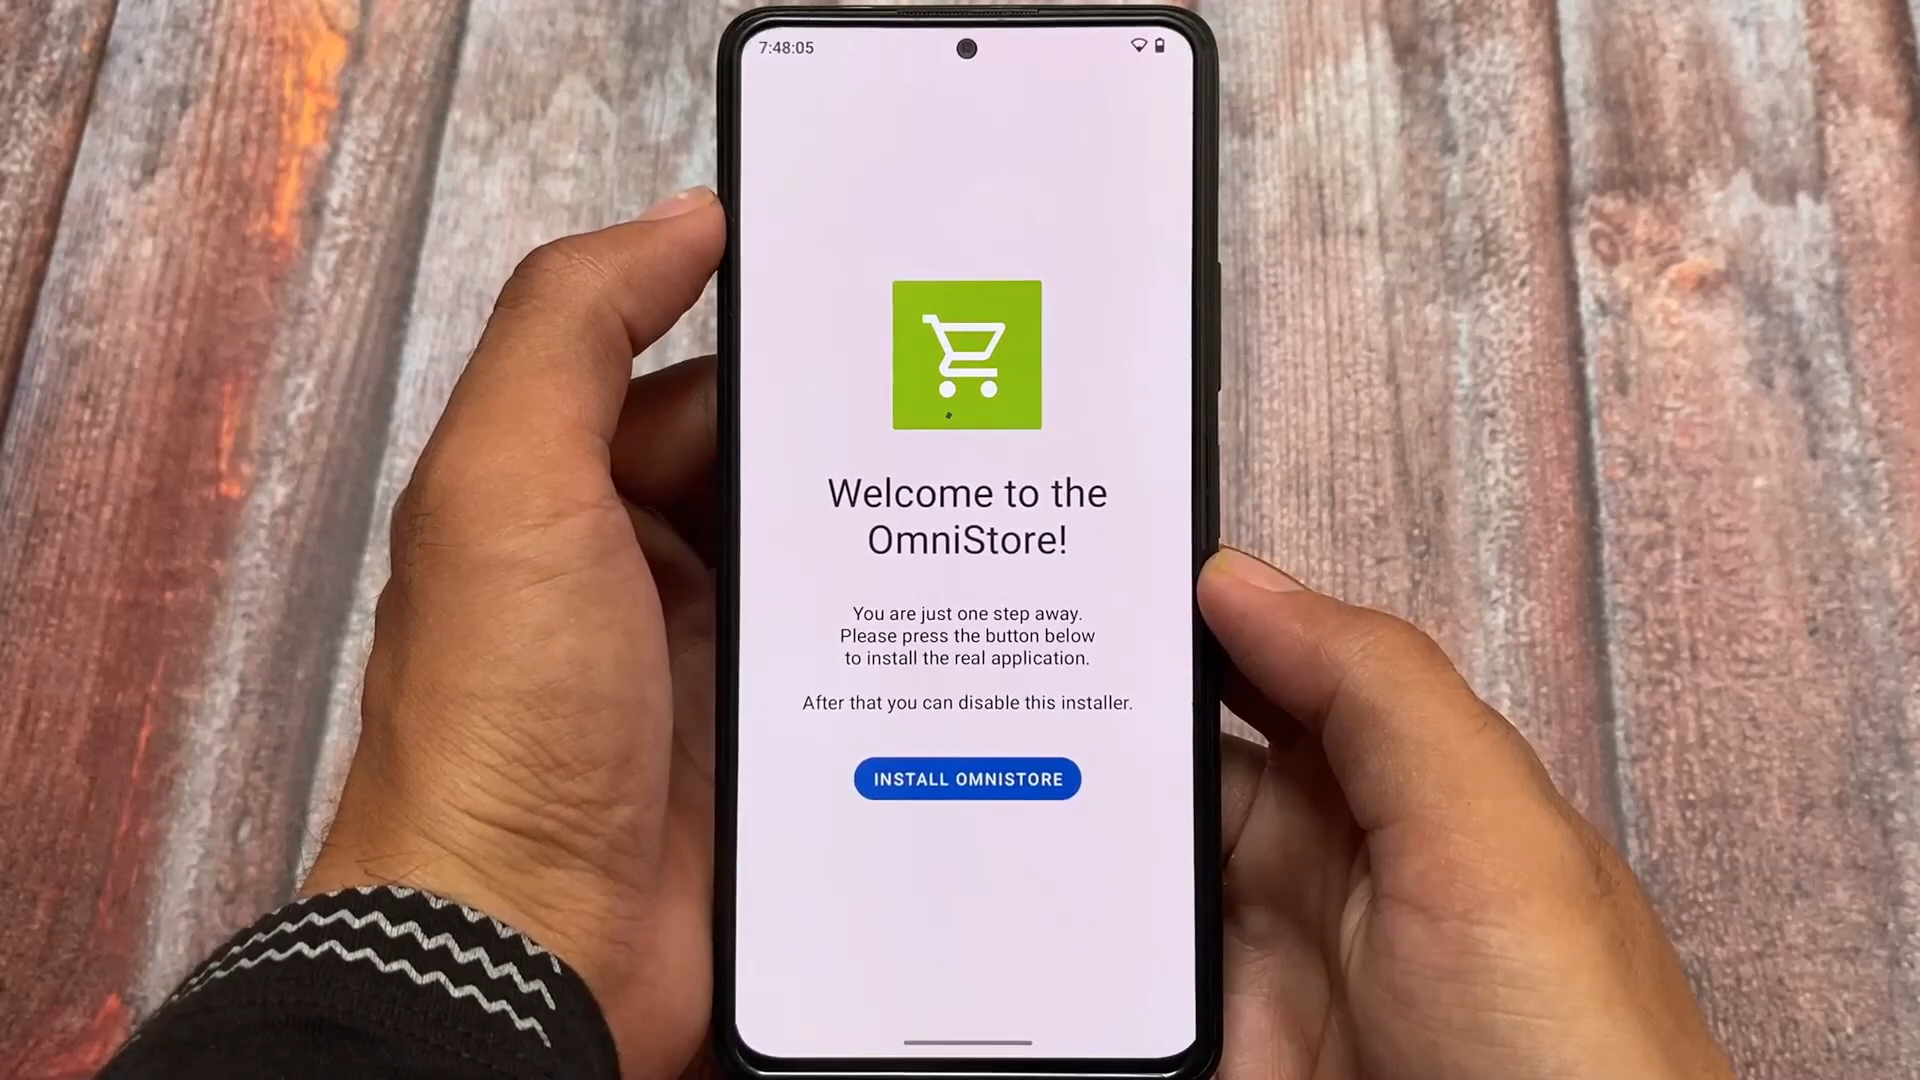 7:48:05
Welcome to the
OmniStore!
You are just one step away.
Please press the button below
to install the real application.
After that you can disable this installer.
INSTALL OMNISTORE